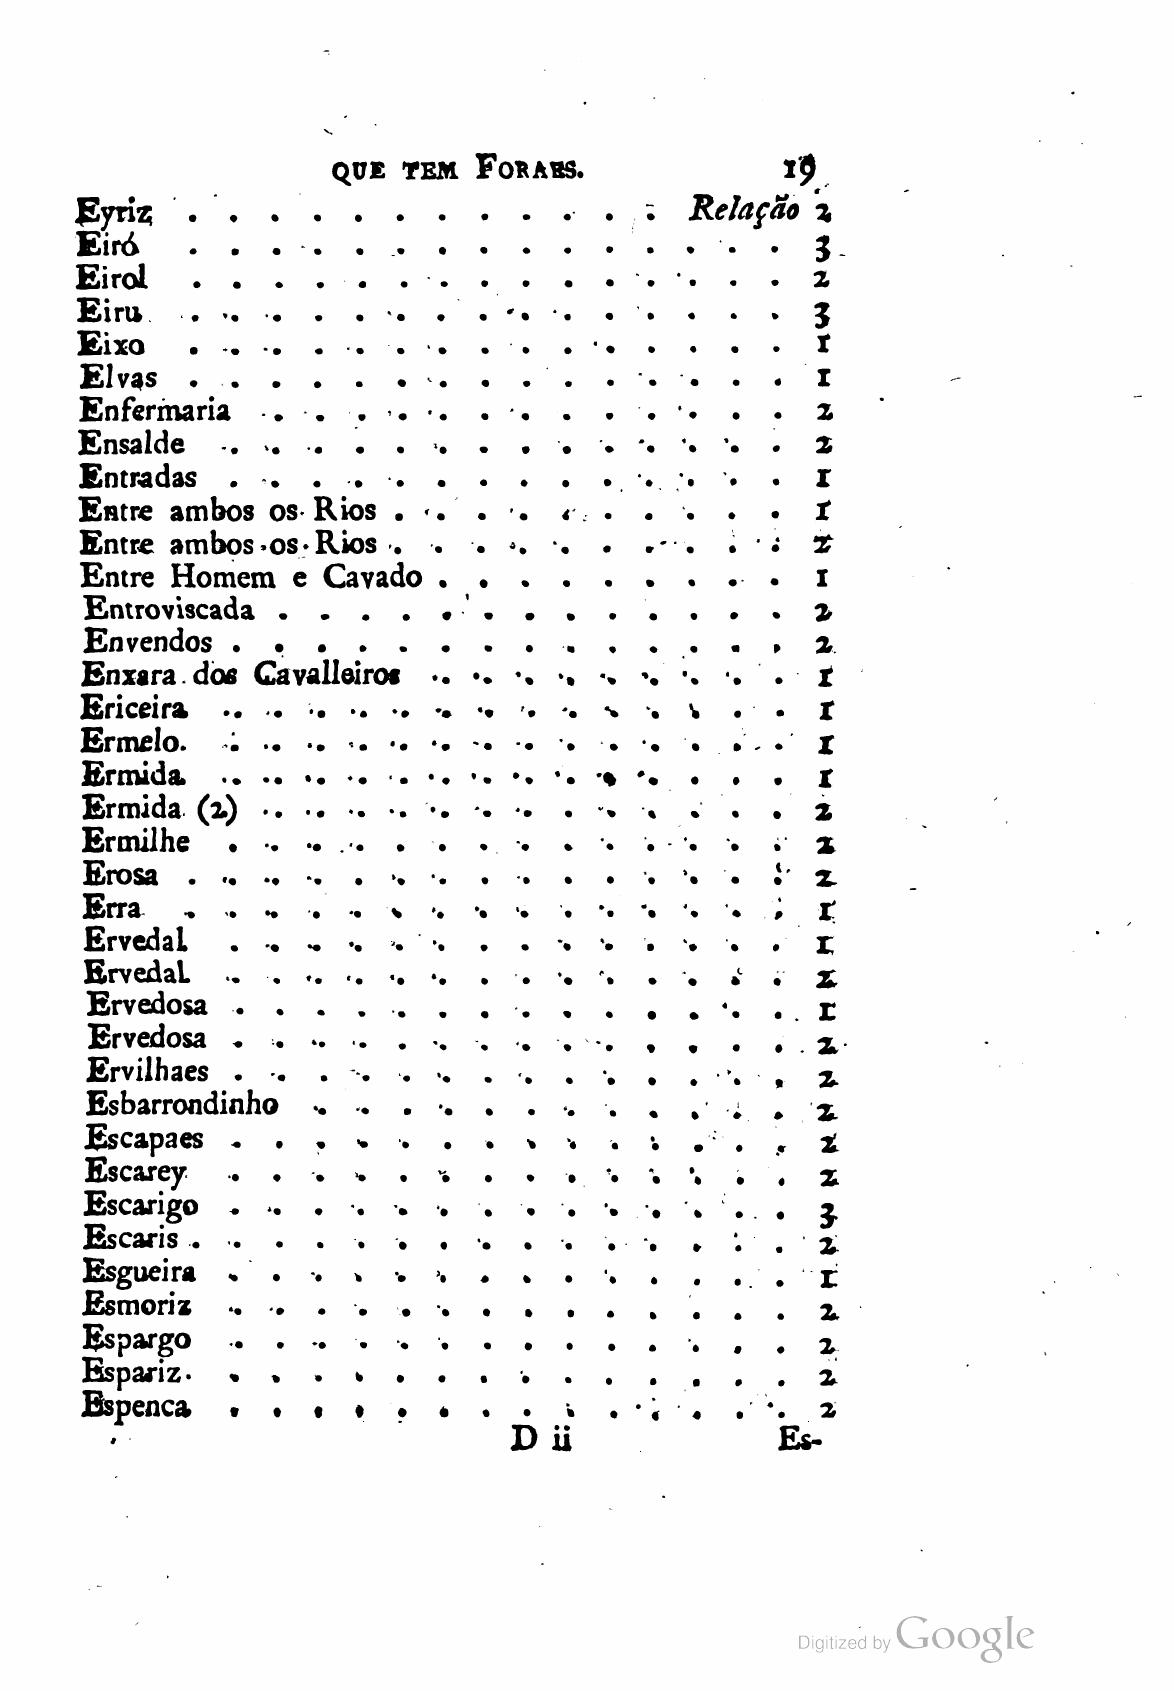 QUE TEM FORAES. 19
Eyriz . . . . . . . . . . . . Relação 2
Eiró . . . . . . . . . . . . . . . 3
Eirol . . . . . . . . . . . . . . . 2
Eiru . . . . . . . . . . . . . . . 3
Eixo . . . . . . . . . . . . . . . 1
Elvas . . . . . . . . . . . . . . . 1
Enfermaria . . . . . . . . . . . . . 2
Ensalde . . . . . . . . . . . . . . 2
Entradas . . . . . . . . . . . . . . 1
Entre ambos os Rios . . . . . . . . . . 1
Entre ambos os Rios . . . . . . . . . . 2
Entre Homem e Cavado . . . . . . . . . 1
Entroviscada . . . . . . . . . . . . . 2
Envendos . . . . . . . . . . . . . . 2
Enxara dos Cavalleiros . . . . . . . . . 1
Ericeira . . . . . . . . . . . . . . 1
Ermelo. . . . . . . . . . . . . . . 1
Ermida . . . . . . . . . . . . . . 1
Ermida (2) . . . . . . . . . . . . . 2
Ermilhe . . . . . . . . . . . . . . 2
Erosa . . . . . . . . . . . . . . . 2
Erra . . . . . . . . . . . . . . . 1
Ervedal . . . . . . . . . . . . . . 1
Ervedal . . . . . . . . . . . . . . 2
Ervedosa . . . . . . . . . . . . . . 1
Ervedosa . . . . . . . . . . . . . . 2
Ervilhaes . . . . . . . . . . . . . . 2
Esbarrondinho . . . . . . . . . . . . 2
Escapaes . . . . . . . . . . . . . . 2
Escarey . . . . . . . . . . . . . . 2
Escarigo . . . . . . . . . . . . . . 3
Escaris . . . . . . . . . . . . . . . 2
Esgueira . . . . . . . . . . . . . . 1
Esmoriz . . . . . . . . . . . . . . 2
Espargo . . . . . . . . . . . . . . 2
Espariz . . . . . . . . . . . . . . 2
Espenca . . . . . . . . . . . . . . 2
D ii Es-
Digitized by Google